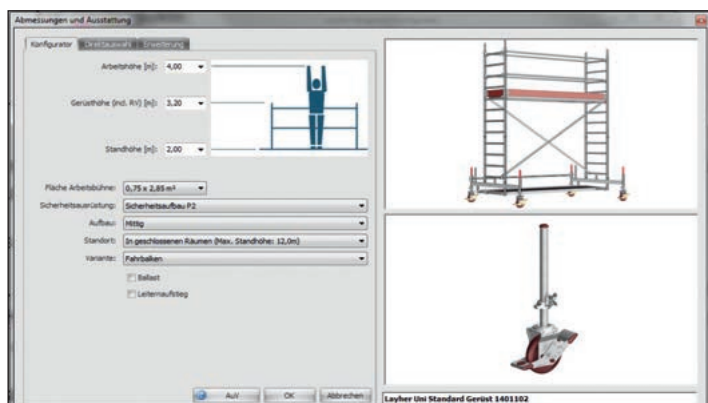 Abmessungen und Ausstattung
Konfigurator Direktauswahl Erweiterung
Arbeitshöhe [m]: 4,00
Gerüsthöhe (incl. RV) [m]: 3,20
Standhöhe [m]: 2,00
Fläche Arbeitsbühne: 0,75 x 2,85 m²
Sicherheitsausrüstung: Sicherheitsaufbau P2
Aufbau: Mittig
Standort: In geschlossenen Räumen (Max. Standhöhe: 12,0m)
Variante: Fahrbalken
Ballast
Leiternaufstieg
AuV OK Abbrechen
Layher Uni Standard Gerüst 1401102